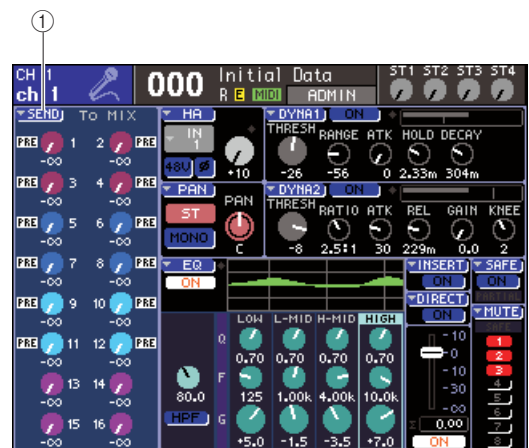 1
CH 1
ch 1
000 Initial Data
R E MIDI ADMIN
ST1 ST2 ST3 ST4
SEND To MIX
PRE 1 2 PRE
-∞ -∞
PRE 3 4 PRE
-∞ -∞
PRE 5 6 PRE
-∞ -∞
PRE 7 8 PRE
-∞ -∞
PRE 9 10 PRE
-∞ -∞
PRE 11 12 PRE
-∞ -∞
13 14
-∞ -∞
15 16
-∞ -∞
HA
IN
1
48V Ø
+10
PAN
ST
MONO
PAN
C
DYNA1 ON
THRESH RANGE ATK HOLD DECAY
-26 -56 0 2.33m 304m
DYNA2 ON
THRESH RATIO ATK REL GAIN KNEE
-8 2.5:1 30 229m 0.0 2
EQ
ON
LOW L-MID H-MID HIGH
Q
0.70 0.70 0.70 0.70
F
80.0 125 1.00k 4.00k 10.0k
HPF G
+5.0 -1.5 -3.5 +7.0
INSERT
ON
DIRECT
ON
10
0
-10
-30
-∞
Σ 0.00
ON
SAFE
ON
PARTIAL
MUTE
SAFE
1
2
3
4
5
6
7
8